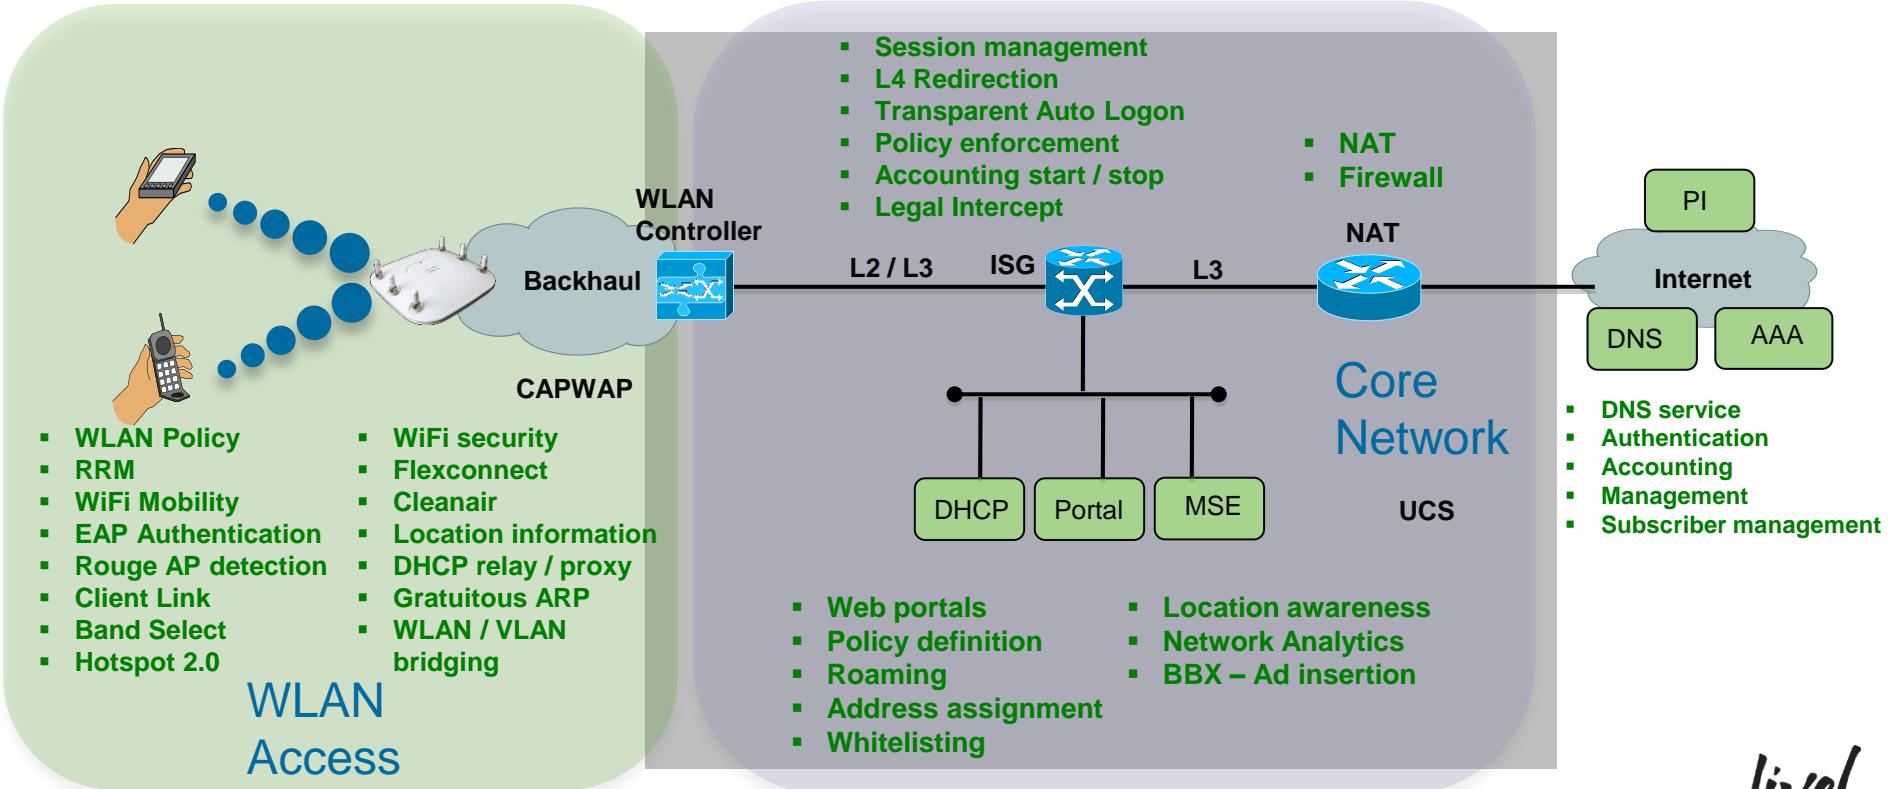 ▪ Session management
▪ L4 Redirection
▪ Transparent Auto Logon
▪ Policy enforcement
▪ Accounting start / stop
▪ Legal Intercept
▪ NAT
▪ Firewall
WLAN
Controller
Backhaul
CAPWAP
L2 / L3
ISG
L3
NAT
PI
Internet
DNS
AAA
Core
Network
DHCP
Portal
MSE
UCS
▪ WLAN Policy
▪ RRM
▪ WiFi Mobility
▪ EAP Authentication
▪ Rouge AP detection
▪ Client Link
▪ Band Select
▪ Hotspot 2.0
▪ WiFi security
▪ Flexconnect
▪ Cleanair
▪ Location information
▪ DHCP relay / proxy
▪ Gratuitous ARP
▪ WLAN / VLAN
bridging
WLAN
Access
▪ Web portals
▪ Policy definition
▪ Roaming
▪ Address assignment
▪ Whitelisting
▪ Location awareness
▪ Network Analytics
▪ BBX – Ad insertion
▪ DNS service
▪ Authentication
▪ Accounting
▪ Management
▪ Subscriber management